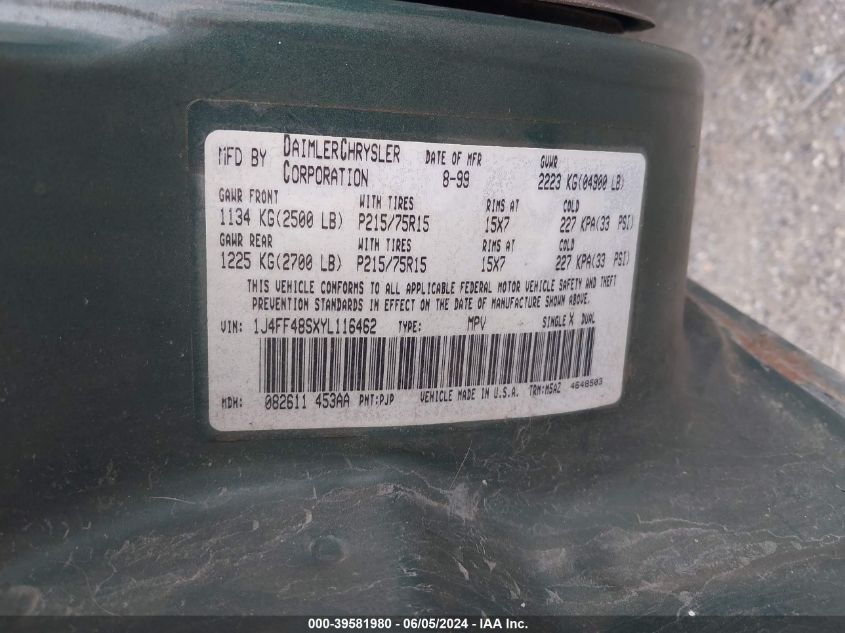 MFD BY DAIMLERCHRYSLER CORPORATION DATE OF MFR 8-99 GVWR 2223 KG(04900 LB)
GAWR FRONT WITH TIRES RIMS AT COLD
1134 KG(2500 LB) P215/75R15 15X7 227 KPA(33 PSI)
GAWR REAR WITH TIRES RIMS AT COLD
1225 KG(2700 LB) P215/75R15 15X7 227 KPA(33 PSI)
THIS VEHICLE CONFORMS TO ALL APPLICABLE FEDERAL MOTOR VEHICLE SAFETY AND THEFT
PREVENTION STANDARDS IN EFFECT ON THE DATE OF MANUFACTURE SHOWN ABOVE.
VIN: 1J4FF48SXYL116462 TYPE: MPV SINGLE X DUAL
MDH: 082611 453AA PNT:PJP VEHICLE MADE IN U.S.A. TRM:M5AZ 4648503
000-39581980 - 06/05/2024 - IAA Inc.